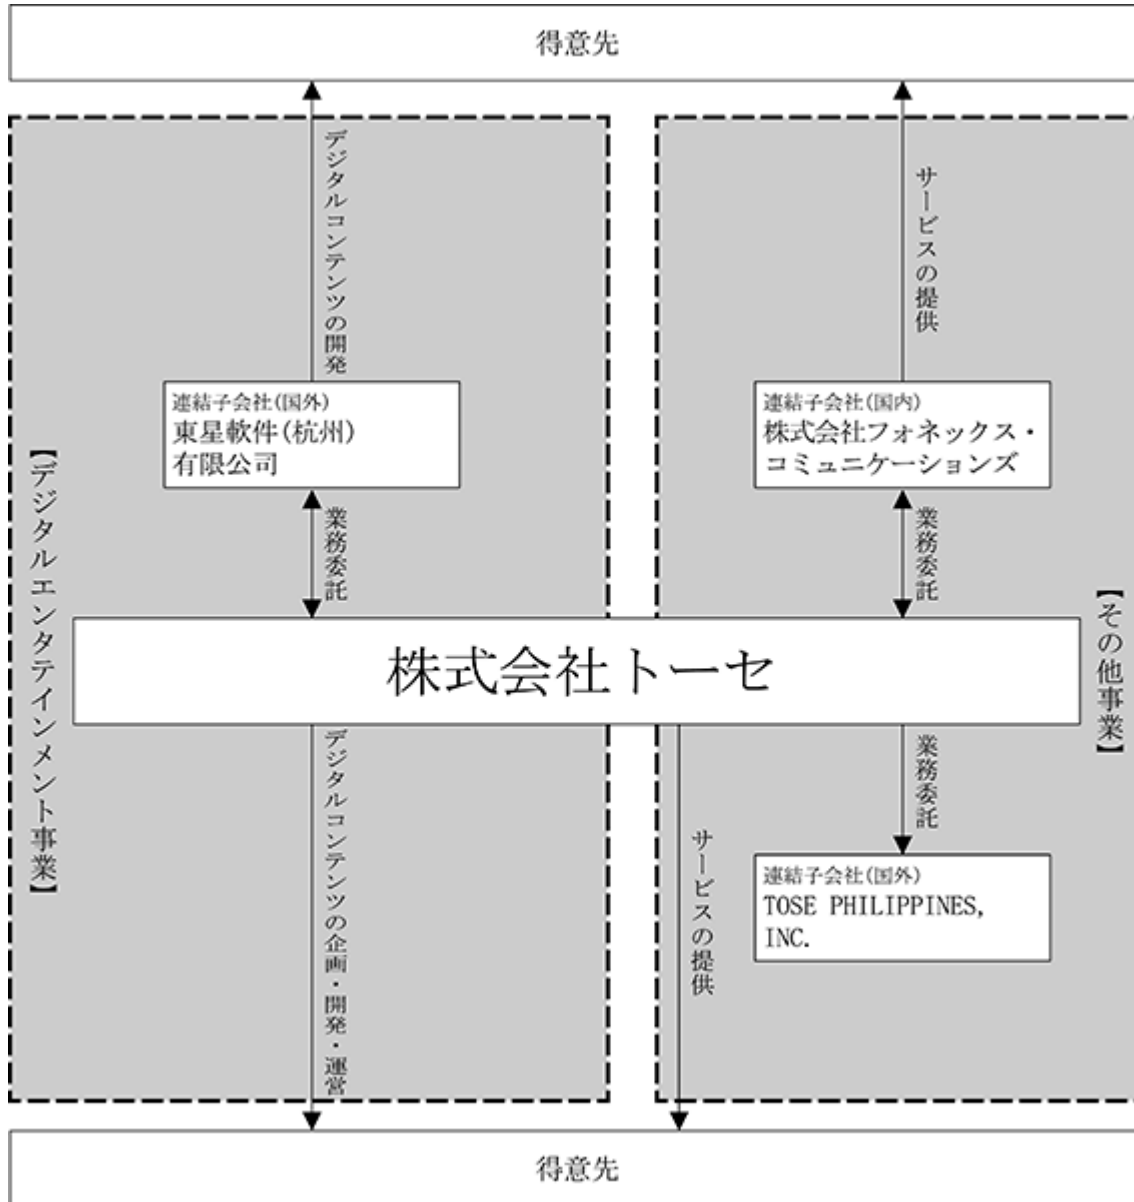 得意先
デジタルコンテンツの開発
サービスの提供
連結子会社(国外)
東星軟件(杭州)
有限公司
連結子会社(国内)
株式会社フォネックス・
コミュニケーションズ
【デジタルエンタテインメント事業】
業務委託
業務委託
【その他事業】
株式会社トーセ
デジタルコンテンツの企画・開発・運営
サービスの提供
業務委託
連結子会社(国外)
TOSE PHILIPPINES,
INC.
得意先